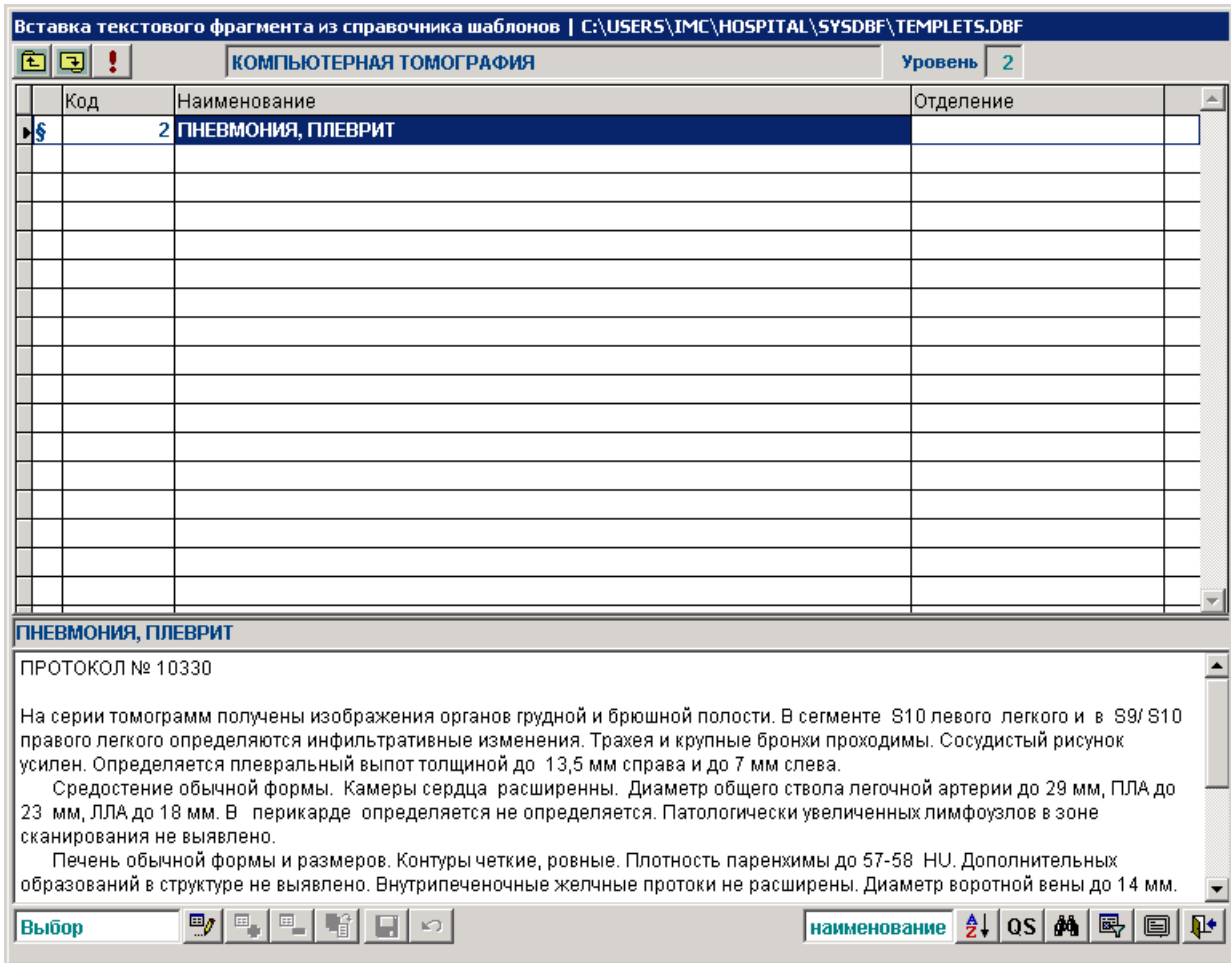 Вставка текстового фрагмента из справочника шаблонов | C:\USERS\IMC\HOSPITAL\SYSDBF\TEMPLETS.DBF
КОМПЬЮТЕРНАЯ ТОМОГРАФИЯ Уровень 2
Код Наименование Отделение
§ 2 ПНЕВМОНИЯ, ПЛЕВРИТ
ПНЕВМОНИЯ, ПЛЕВРИТ
ПРОТОКОЛ № 10330
На серии томограмм получены изображения органов грудной и брюшной полости. В сегменте S10 левого легкого и в S9/ S10
правого легкого определяются инфильтративные изменения. Трахея и крупные бронхи проходимы. Сосудистый рисунок
усилен. Определяется плевральный выпот толщиной до 13,5 мм справа и до 7 мм слева.
Средостение обычной формы. Камеры сердца расширенны. Диаметр общего ствола легочной артерии до 29 мм, ПЛА до
23 мм, ЛЛА до 18 мм. В перикарде определяется не определяется. Патологически увеличенных лимфоузлов в зоне
сканирования не выявлено.
Печень обычной формы и размеров. Контуры четкие, ровные. Плотность паренхимы до 57-58 HU. Дополнительных
образований в структуре не выявлено. Внутрипеченочные желчные протоки не расширены. Диаметр воротной вены до 14 мм.
Выбор наименование AZ QS